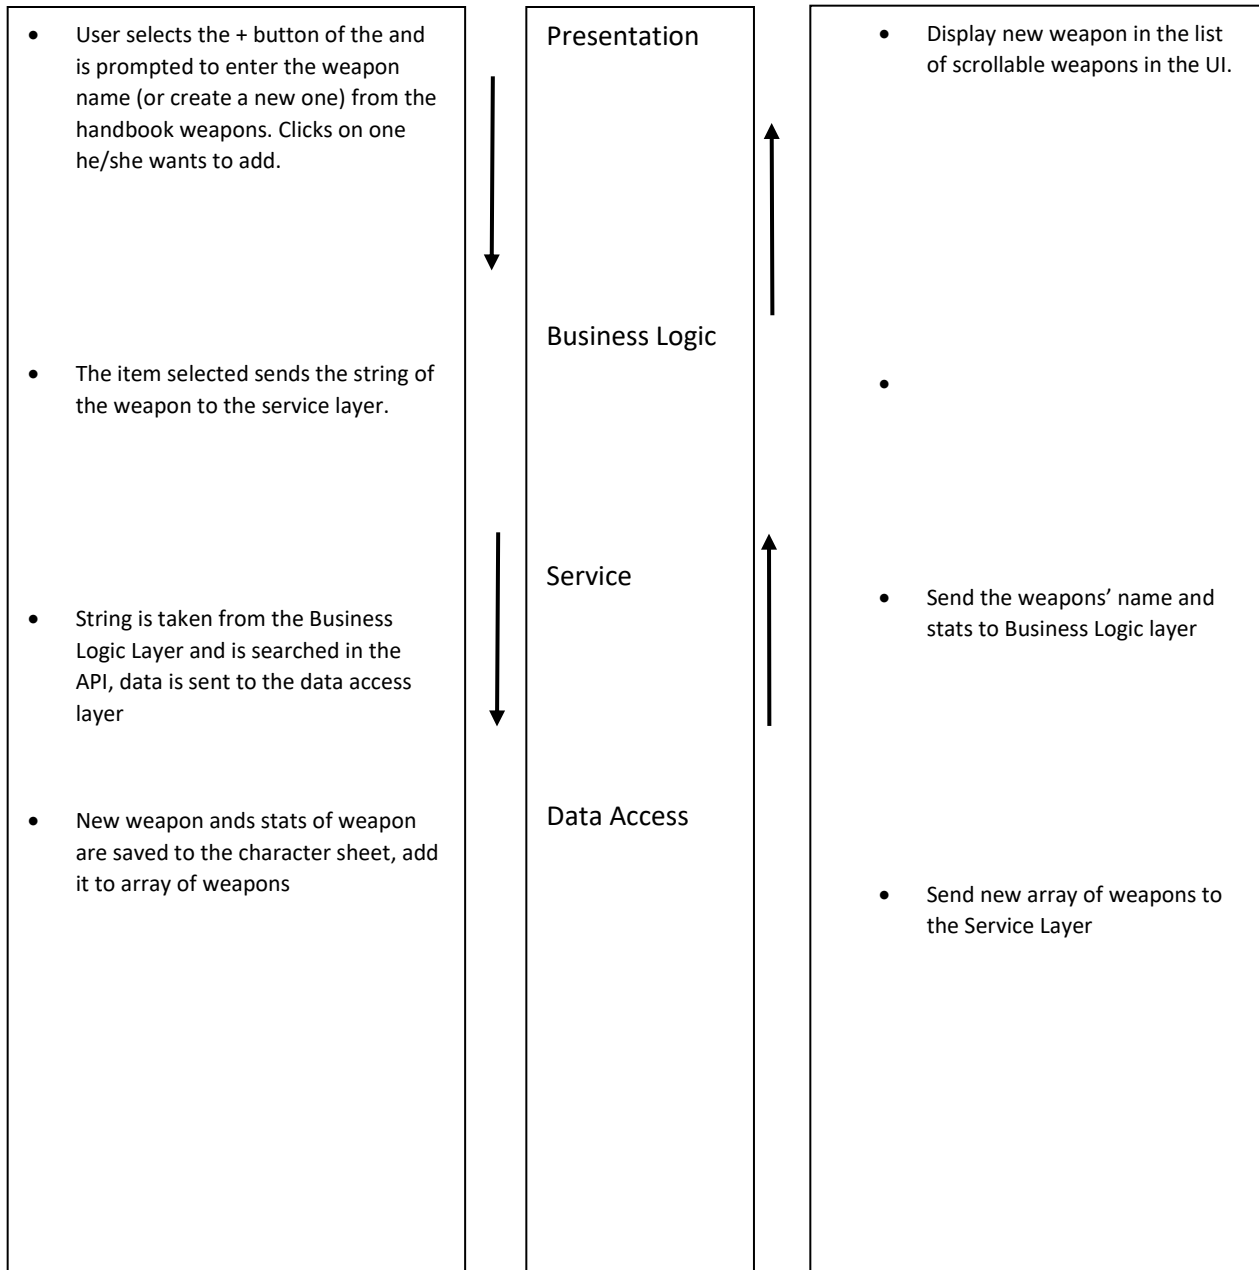 • User selects the + button of the and
is prompted to enter the weapon
name (or create a new one) from the
handbook weapons. Clicks on one
he/she wants to add.
• The item selected sends the string of
the weapon to the service layer.
• String is taken from the Business
Logic Layer and is searched in the
API, data is sent to the data access
layer
• New weapon ands stats of weapon
are saved to the character sheet, add
it to array of weapons
Presentation
Business Logic
Service
Data Access
• Display new weapon in the list
of scrollable weapons in the UI.
•
• Send the weapons’ name and
stats to Business Logic layer
• Send new array of weapons to
the Service Layer